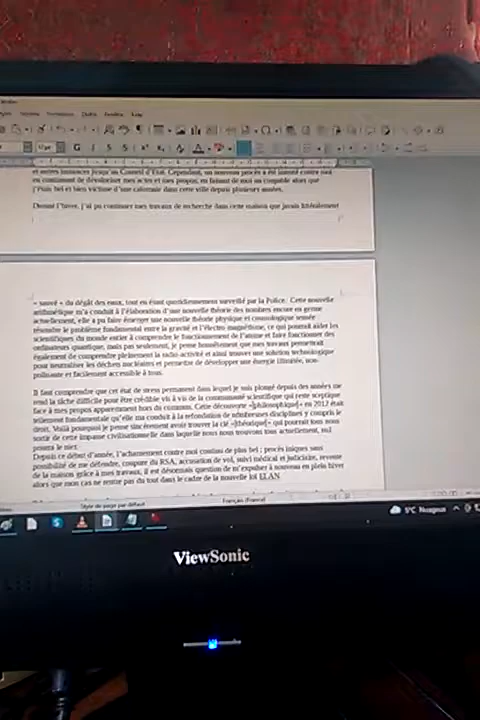 et autres instances jusqu'au Conseil d'Etat. Cependant, un nouveau procès a été intenté contre moi
en continuant de dévaloriser mes actes et mes propos, en faisant de moi un coupable alors que
j'étais bel et bien victime d'une calomnie dans cette ville depuis plusieurs années.
Durant l'hiver, j'ai pu continuer mes travaux de recherche dans cette maison que j'avais littéralement
« sauvé » du dégât des eaux, tout en étant quotidiennement surveillé par la Police. Cette nouvelle
arithmétique m'a conduit à l'élaboration d'une nouvelle théorie des nombres encore en germe
actuellement, elle a pu faire émerger une nouvelle théorie physique et cosmologique sensée
résoudre le problème fondamental entre la gravité et l'électro magnétisme, ce qui pourrait aider les
scientifiques du monde entier à comprendre le fonctionnement de l'atome et faire fonctionner des
ordinateurs quantique, mais pas seulement, je pense honnêtement que mes travaux permettrait
également de comprendre pleinement la radio-activité et ainsi trouver une solution technologique
pour neutraliser les déchets nucléaires et permettre de développer une énergie illimitée, non-
polluante et facilement accessible à tous.
Il faut comprendre que cet état de stress permanent dans lequel je suis plongé depuis des années me
rend la tâche difficile pour être crédible vis à vis de la communauté scientifique qui reste sceptique
face à mes propos apparemment hors du commun. Cette découverte «philosophique» en 2012 était
tellement fondamentale qu'elle ma conduit à la refondation de nombreuses disciplines y compris le
droit. Voilà pourquoi je pense sincèrement avoir trouver la clé «théorique» qui pourrait tous nous
sortir de cette impasse civilisationnelle dans laquelle nous nous trouvons tous actuellement, nul
pourra le nier.
Depuis ce début d'année, l'acharnement contre moi continu de plus bel : procès iniques sans
possibilité de me défendre, coupure du RSA, accusation de vol, suivi médical et judiciaire, revente
de la maison grâce à mes travaux, il est désormais question de m'expulser à nouveau en plein hiver
alors que mon cas ne rentre pas du tout dans le cadre de la nouvelle loi ELAN.
Style de page par défaut Français (France)
5°C Nuageux
ViewSonic